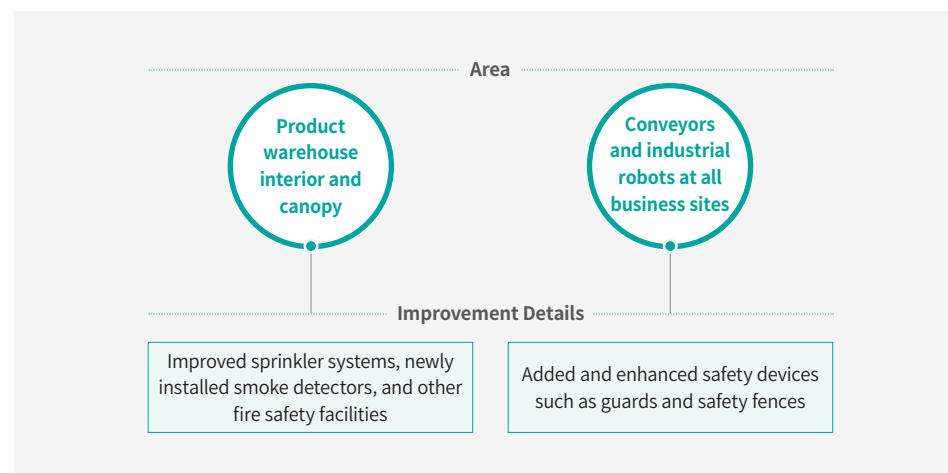 Area
Product
warehouse
interior and
canopy
Conveyors
and industrial
robots at all
business sites
Improvement Details
Improved sprinkler systems, newly
installed smoke detectors, and other
fire safety facilities
Added and enhanced safety devices
such as guards and safety fences